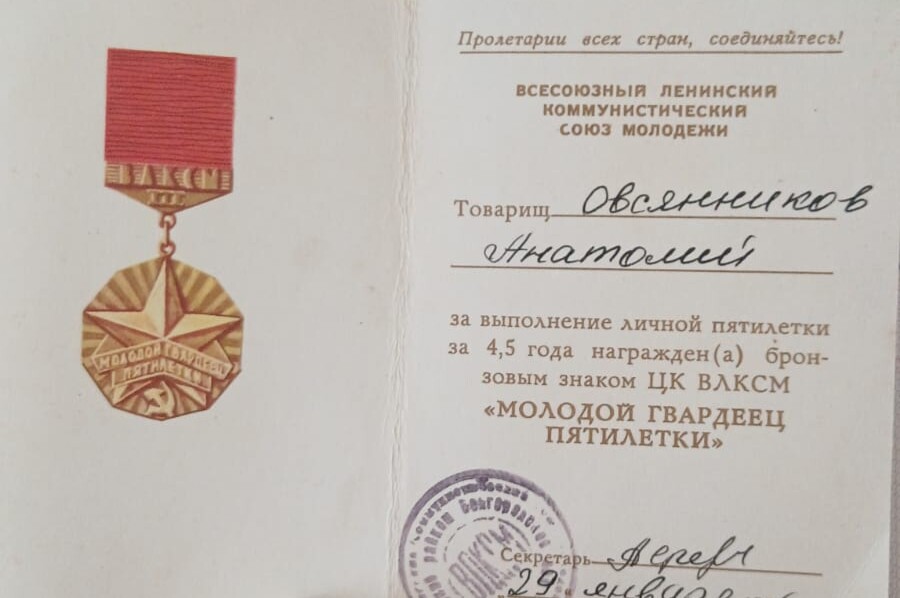 ВЛКСМ
МОЛОДОЙ ГВАРДЕЕЦ
ПЯТИЛЕТКИ
Пролетарии всех стран, соединяйтесь!
ВСЕСОЮЗНЫЙ ЛЕНИНСКИЙ
КОММУНИСТИЧЕСКИЙ
СОЮЗ МОЛОДЕЖИ
Товарищ Овсянников
Анатолий
за выполнение личной пятилетки
за 4,5 года награжден(а) брон-
зовым знаком ЦК ВЛКСМ
«МОЛОДОЙ ГВАРДЕЕЦ
ПЯТИЛЕТКИ»
Секретарь
29 января